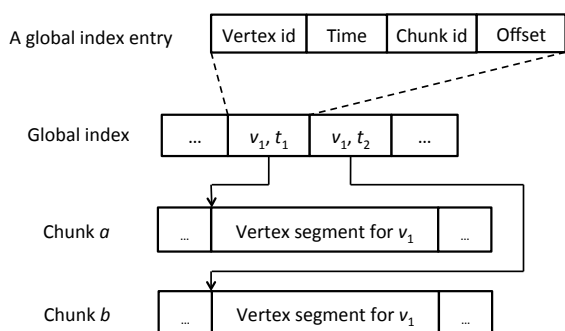 A global index entry Vertex id Time Chunk id Offset
Global index ... v1, t1 v1, t2 ...
Chunk a ... Vertex segment for v1 ...
Chunk b ... Vertex segment for v1 ...